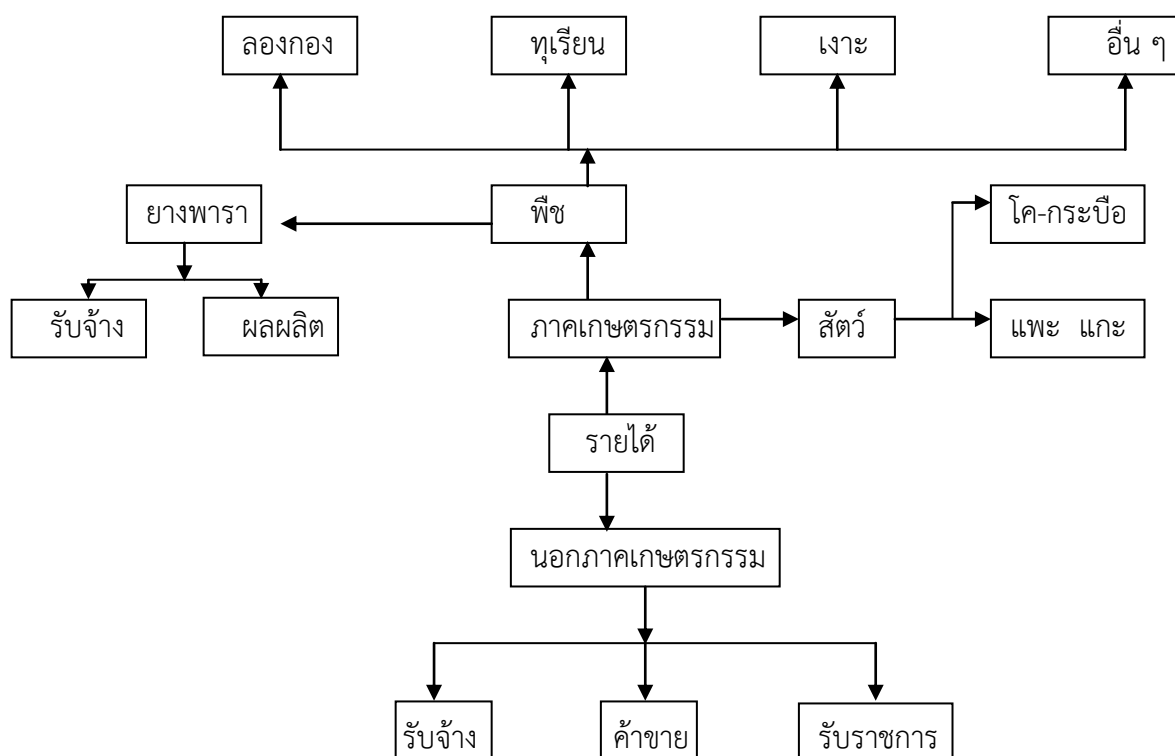 ลองกอง
ทุเรียน
เงาะ
อื่น ๆ
ยางพารา
พืช
โค-กระบือ
รับจ้าง
ผลผลิต
ภาคเกษตรกรรม
สัตว์
แพะ แกะ
รายได้
นอกภาคเกษตรกรรม
รับจ้าง
ค้าขาย
รับราชการ